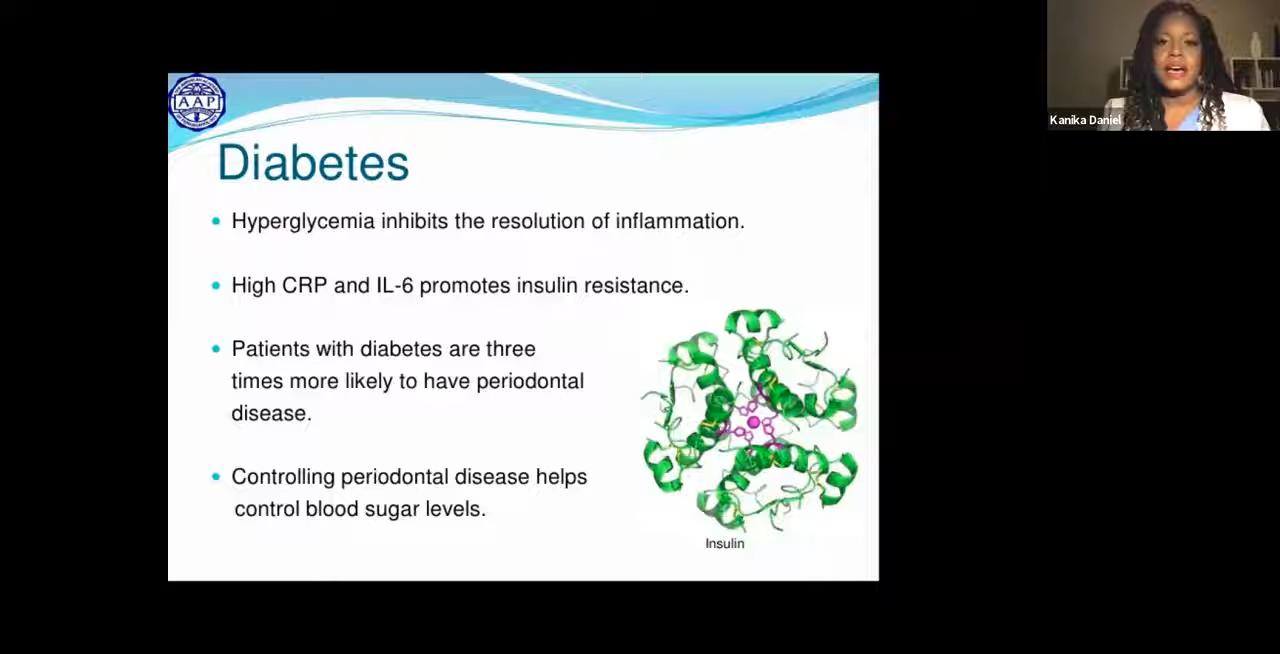 AAP
Diabetes
Hyperglycemia inhibits the resolution of inflammation.
High CRP and IL-6 promotes insulin resistance.
Patients with diabetes are three
times more likely to have periodontal
disease.
Controlling periodontal disease helps
control blood sugar levels.
Insulin
Kanika Daniel